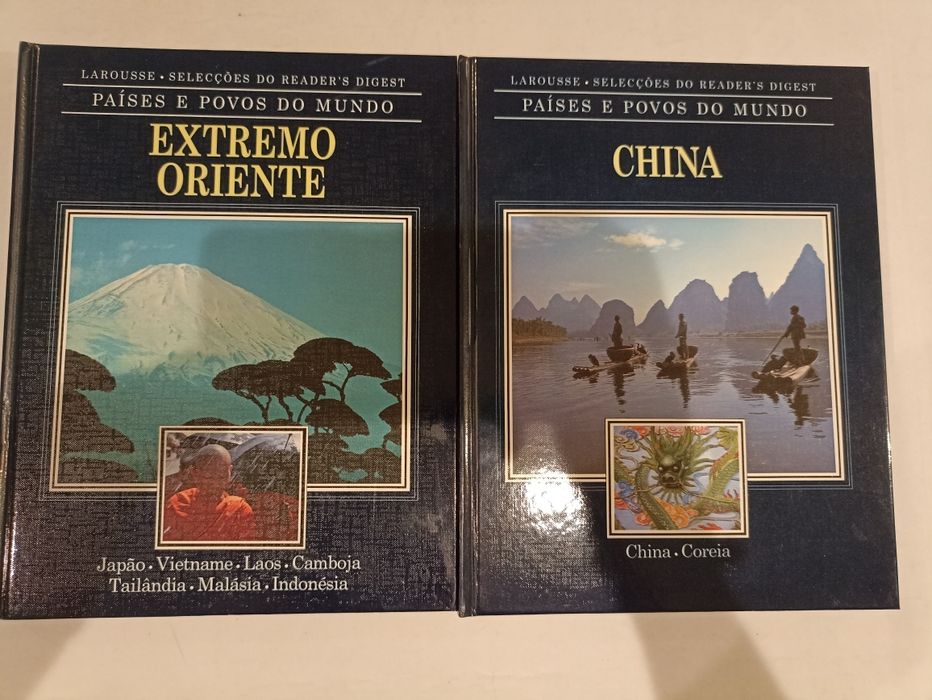 LAROUSSE • SELECÇÕES DO READER'S DIGEST
PAÍSES E POVOS DO MUNDO
EXTREMO
ORIENTE
Japão • Vietname • Laos • Camboja
Tailândia • Malásia • Indonésia
LAROUSSE • SELECÇÕES DO READER'S DIGEST
PAÍSES E POVOS DO MUNDO
CHINA
China • Coreia